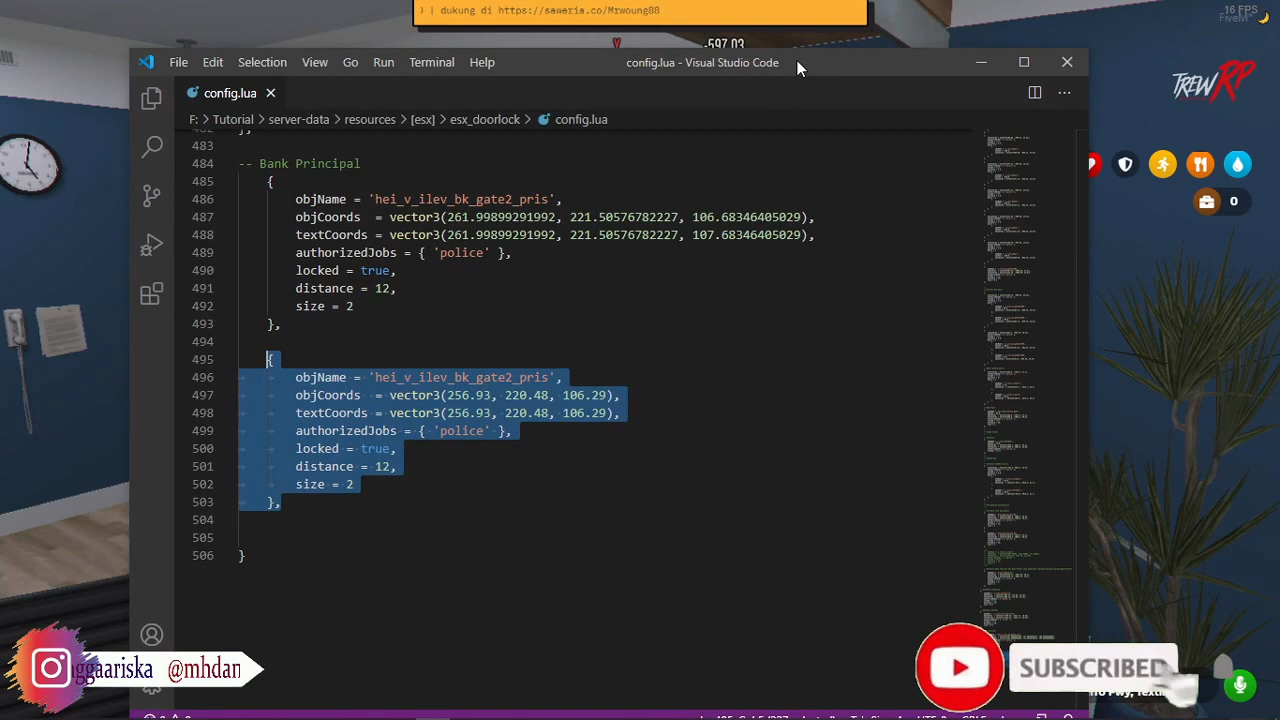 ) | dukung di https://saweria.co/Mrwoung88
16 FPS
FiveM*
-597.03
File Edit Selection View Go Run Terminal Help
config.lua - Visual Studio Code
config.lua
F: > Tutorial > server-data > resources > [esx] > esx_doorlock > config.lua
TREWRP
482 },
483
484 -- Bank Principal
485 {
486 objName = 'hei_v_ilev_bk_gate2_pris',
487 objCoords = vector3(261.99899291992, 221.50576782227, 106.68346405029),
488 textCoords = vector3(261.99899291992, 221.50576782227, 107.68346405029),
489 authorizedJobs = { 'police' },
490 locked = true,
491 distance = 12,
492 size = 2
493 },
494
495 {
496 objName = 'hei_v_ilev_bk_gate2_pris',
497 objCoords = vector3(256.93, 220.48, 106.29),
498 textCoords = vector3(256.93, 220.48, 106.29),
499 authorizedJobs = { 'police' },
500 locked = true,
501 distance = 12,
502 size = 2
503 },
504
505
506 }
0
ggaariska @mhdan
SUBSCRIBED